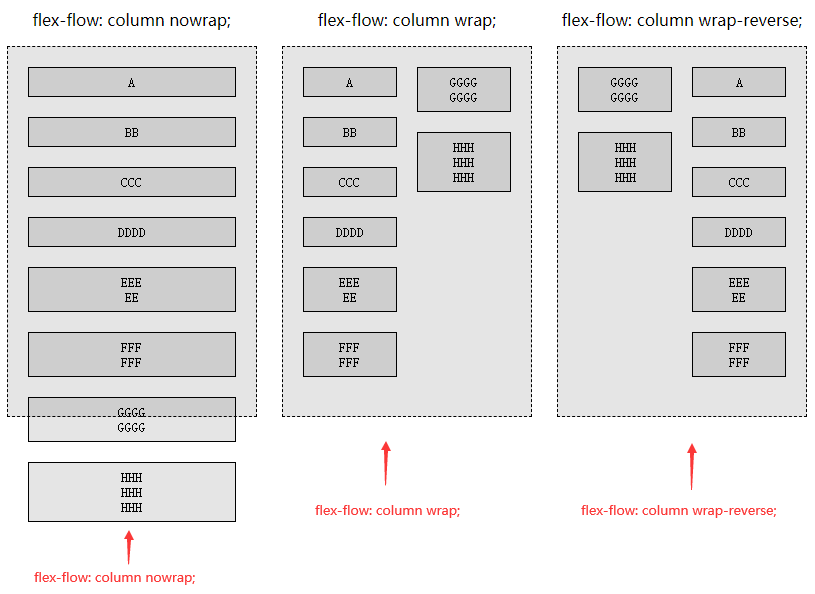 flex-flow: column nowrap;
A
BB
CCC
DDDD
EEE
EE
FFF
FFF
GGGG
GGGG
HHH
HHH
HHH
flex-flow: column nowrap;
flex-flow: column wrap;
A
BB
CCC
DDDD
EEE
EE
FFF
FFF
GGGG
GGGG
HHH
HHH
HHH
flex-flow: column wrap;
flex-flow: column wrap-reverse;
GGGG
GGGG
HHH
HHH
HHH
A
BB
CCC
DDDD
EEE
EE
FFF
FFF
flex-flow: column wrap-reverse;